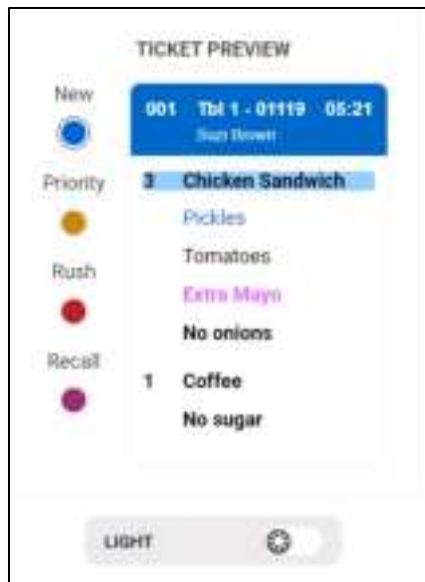 TICKET PREVIEW
New
001 Tbl 1 - 01119 05:21
Priority
3 Chicken Sandwich
Pickles
Rush
Tomatoes
Extra Mayo
No onions
Recall
1 Coffee
No sugar
LIGHT